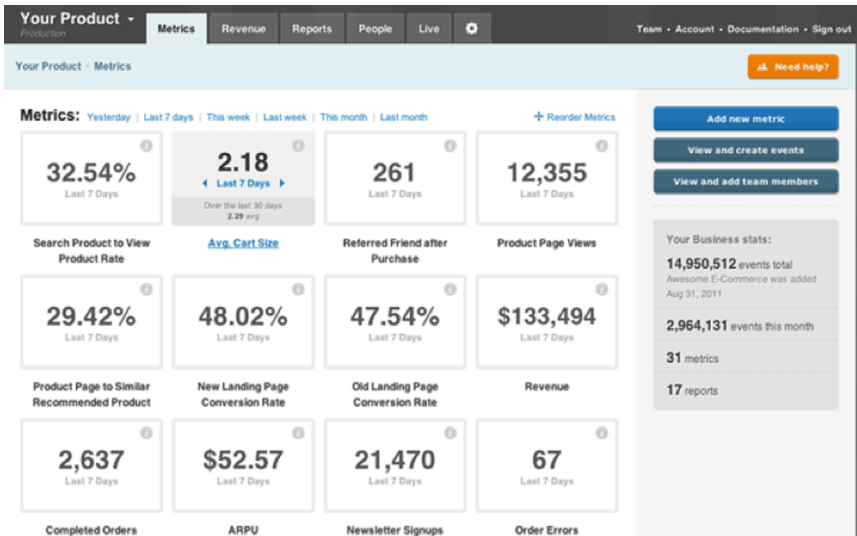 Your Product
Production
Metrics
Revenue
Reports
People
Live
Team • Account • Documentation • Sign out
Your Product · Metrics
Need help?
Metrics: Yesterday | Last 7 days | This week | Last week | This month | Last month
Reorder Metrics
32.54%
Last 7 Days
Search Product to View
Product Rate
2.18
Last 7 Days
Over the last 30 days
2.29 avg
Avg. Cart Size
261
Last 7 Days
Referred Friend after
Purchase
12,355
Last 7 Days
Product Page Views
29.42%
Last 7 Days
Product Page to Similar
Recommended Product
48.02%
Last 7 Days
New Landing Page
Conversion Rate
47.54%
Last 7 Days
Old Landing Page
Conversion Rate
$133,494
Last 7 Days
Revenue
2,637
Last 7 Days
Completed Orders
$52.57
Last 7 Days
ARPU
21,470
Last 7 Days
Newsletter Signups
67
Last 7 Days
Order Errors
Add new metric
View and create events
View and add team members
Your Business stats:
14,950,512 events total
Awesome E-Commerce was added
Aug 31, 2011
2,964,131 events this month
31 metrics
17 reports